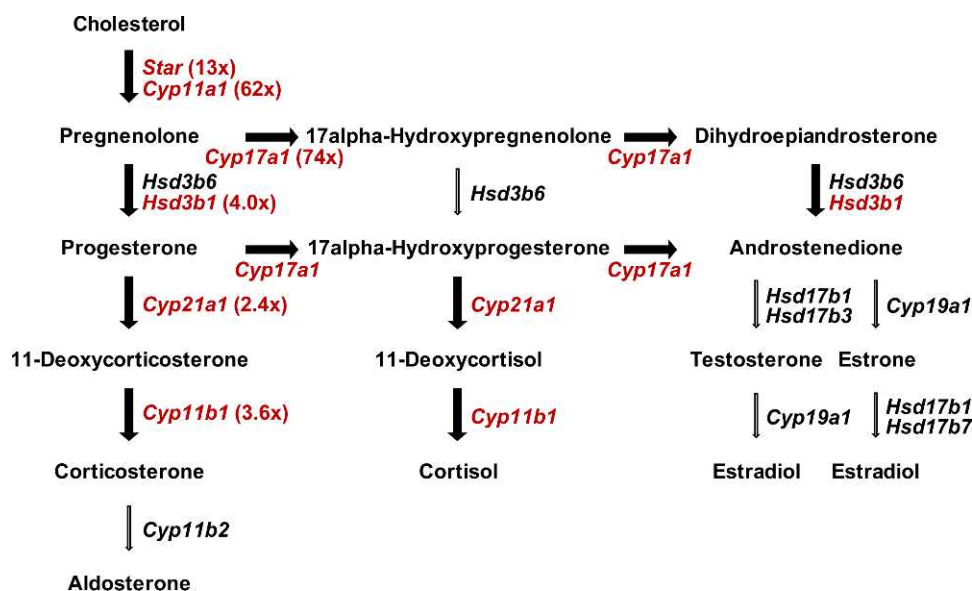 Cholesterol
Star (13x)
Cyp11a1 (62x)
Pregnenolone 17alpha-Hydroxypregnenolone Dihydroepiandrosterone
Cyp17a1 (74x) Cyp17a1
Hsd3b6 Hsd3b6 Hsd3b6
Hsd3b1 (4.0x) Hsd3b1
Progesterone 17alpha-Hydroxyprogesterone Androstenedione
Cyp17a1 Cyp17a1
Cyp21a1 (2.4x) Cyp21a1 Hsd17b1 Cyp19a1
Hsd17b3
11-Deoxycorticosterone 11-Deoxycortisol Testosterone Estrone
Cyp11b1 (3.6x) Cyp11b1 Cyp19a1 Hsd17b1
Hsd17b7
Corticosterone Cortisol Estradiol Estradiol
Cyp11b2
Aldosterone